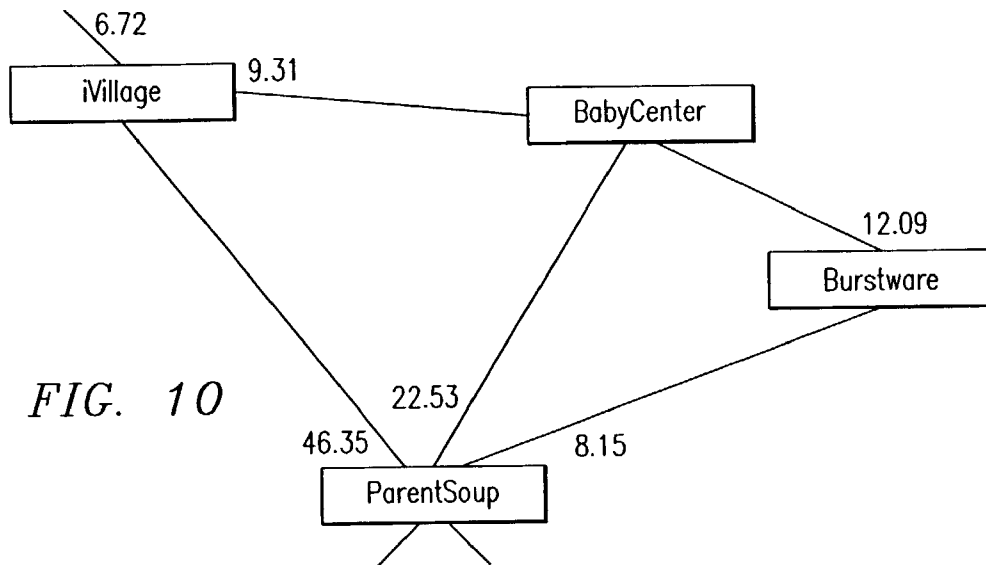 6.72
iVillage
9.31
BabyCenter
12.09
Burstware
FIG. 10
22.53
46.35
8.15
ParentSoup